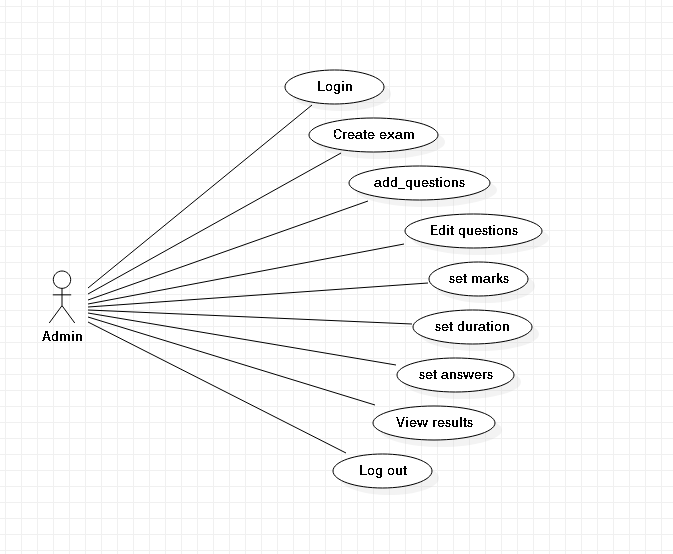 Login
Create exam
add_questions
Edit questions
set marks
set duration
Admin
set answers
View results
Log out